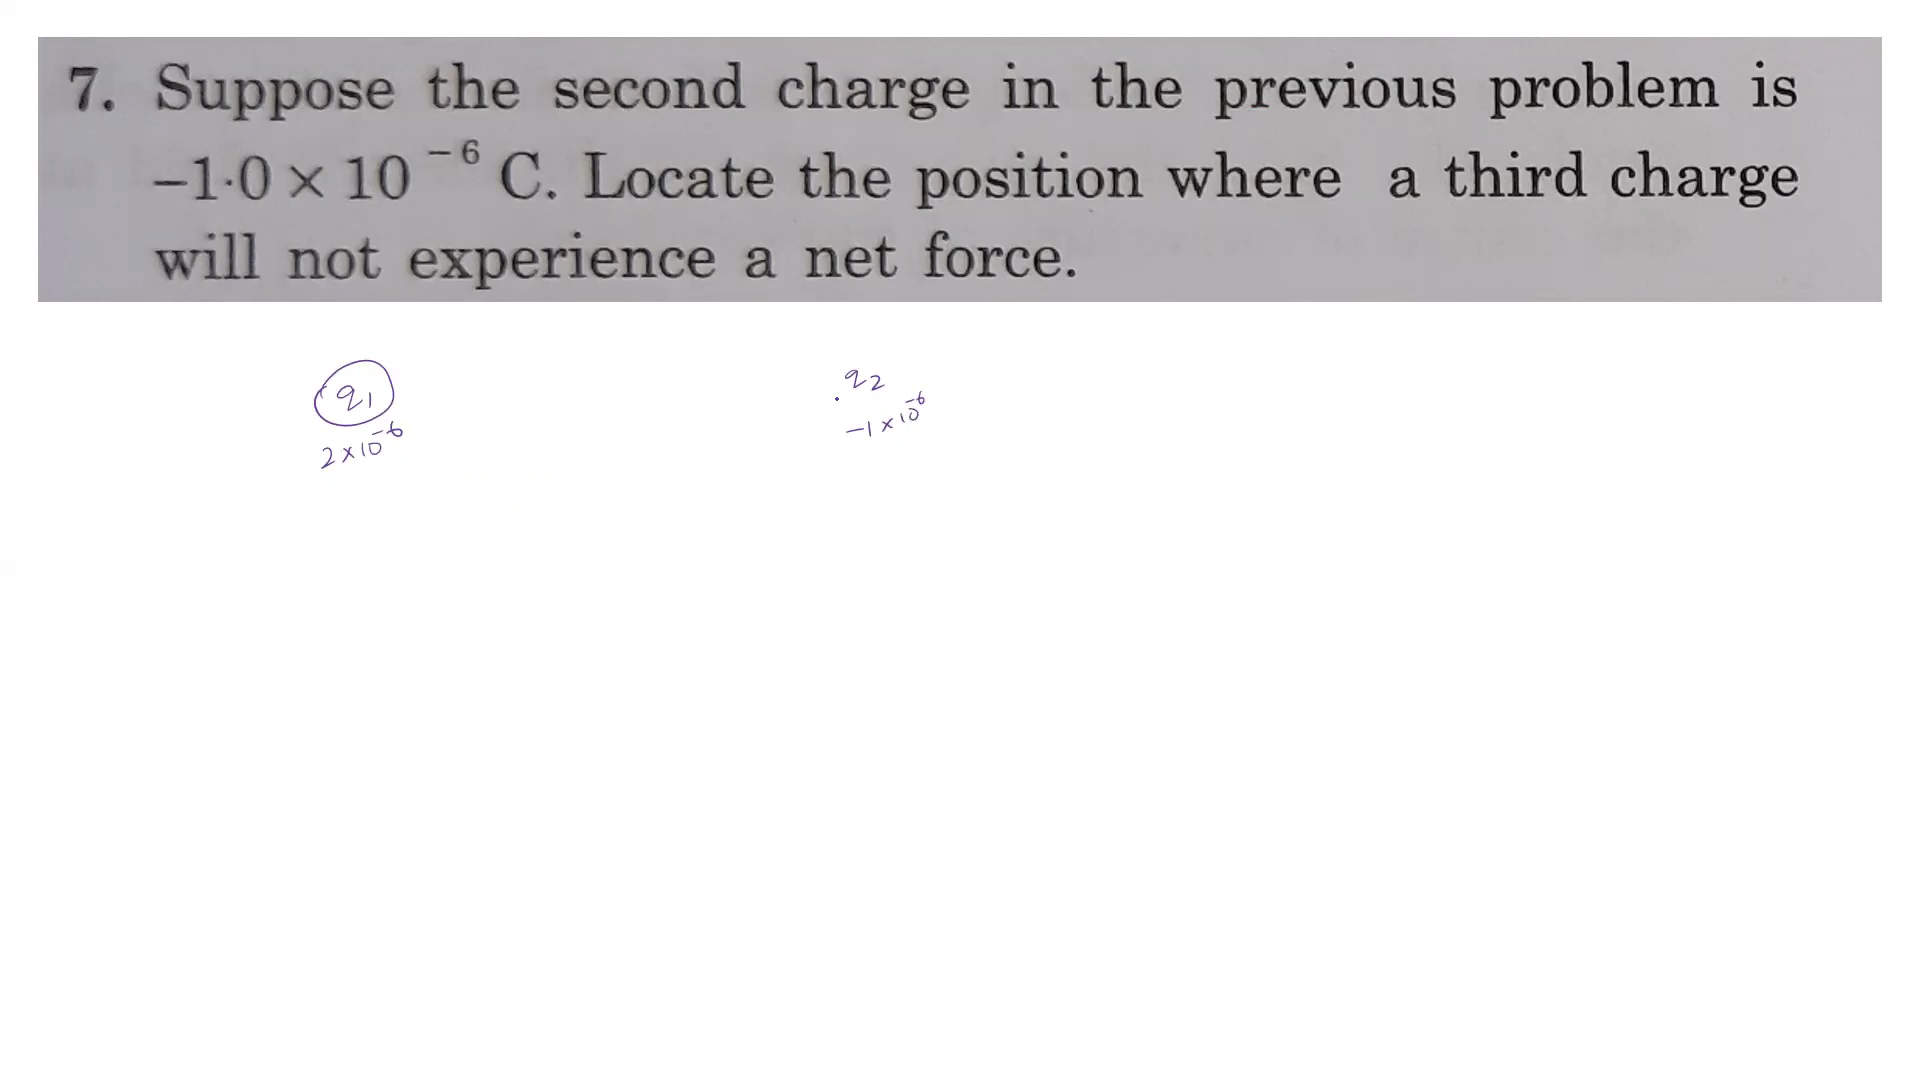 7. Suppose the second charge in the previous problem is
–1·0 × 10⁻⁶ C. Locate the position where a third charge
will not experience a net force.
q₁
2×10⁻⁶
q₂
–1×10⁻⁶